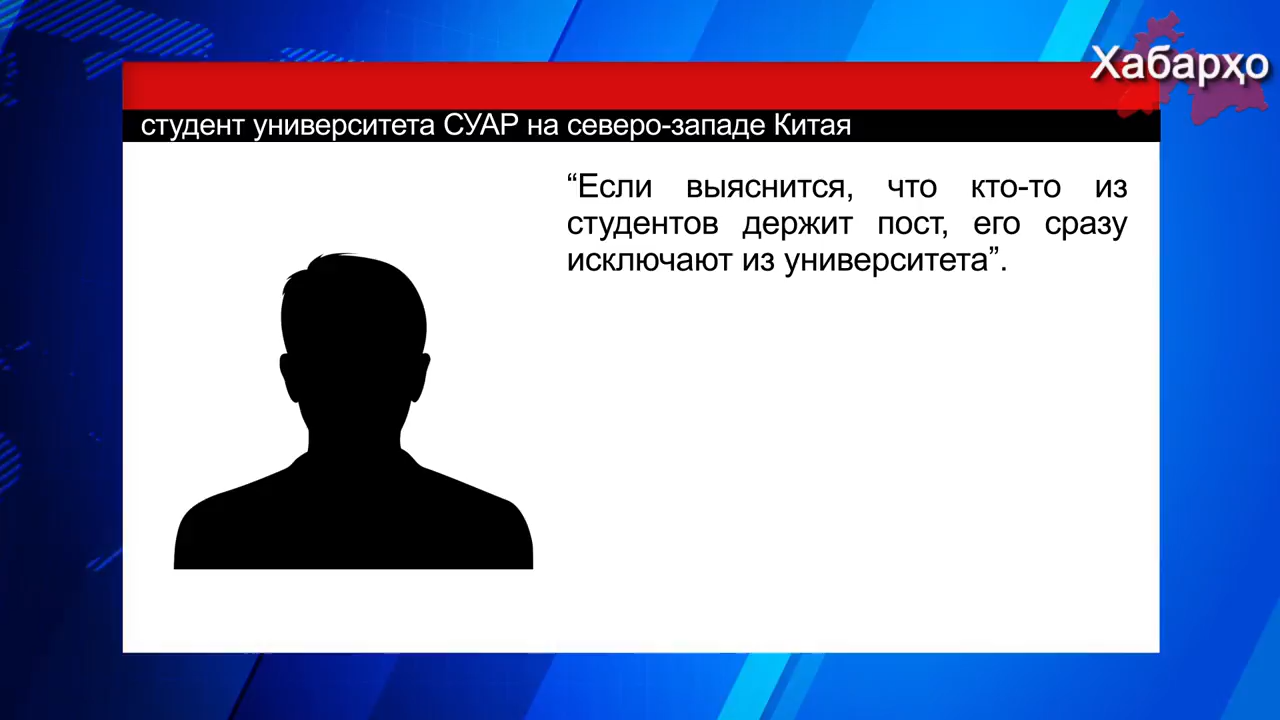 Хабарҳо
студент университета СУАР на северо-западе Китая
“Если выяснится, что кто-то из
студентов держит пост, его сразу
исключают из университета”.